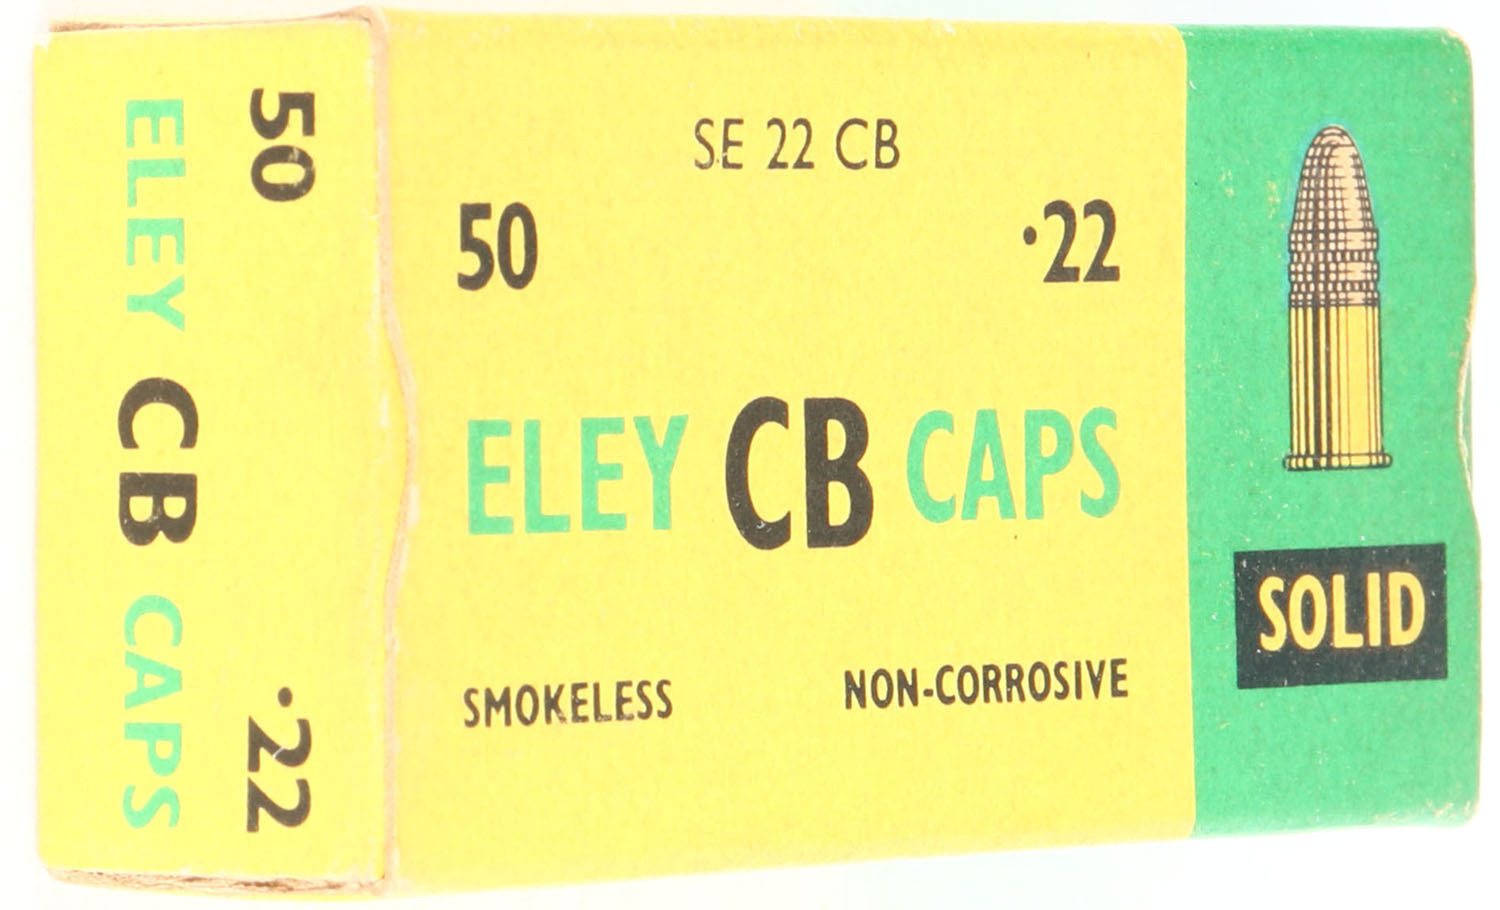 50 .22
ELEY CB CAPS
SE 22 CB
50 ·22
ELEY CB CAPS
SMOKELESS NON-CORROSIVE
SOLID